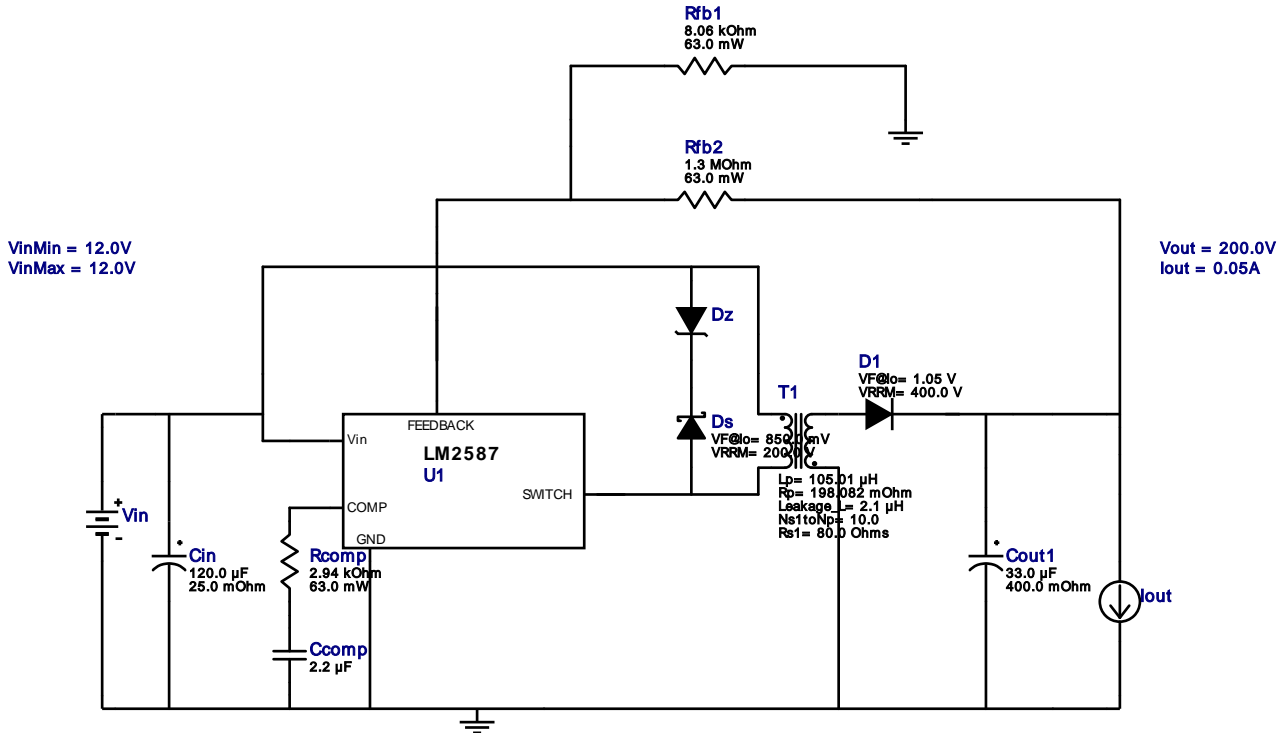 Rfb1
8.06 kOhm
63.0 mW
Rfb2
1.3 MOhm
63.0 mW
VinMin = 12.0V
VinMax = 12.0V
Vout = 200.0V
Iout = 0.05A
Dz
D1
VF@Io= 1.05 V
VRRM= 400.0 V
T1
Ds
VF@Io= 850.0 mV
VRRM= 200.0 V
FEEDBACK
Vin
LM2587
U1
SWITCH
COMP
GND
Lp= 105.01 µH
Rp= 198.082 mOhm
Leakage_L= 2.1 µH
Ns1toNp= 10.0
Rs1= 80.0 Ohms
+
Vin
-
Cin
120.0 µF
25.0 mOhm
Rcomp
2.94 kOhm
63.0 mW
Ccomp
2.2 µF
Cout1
33.0 µF
400.0 mOhm
Iout